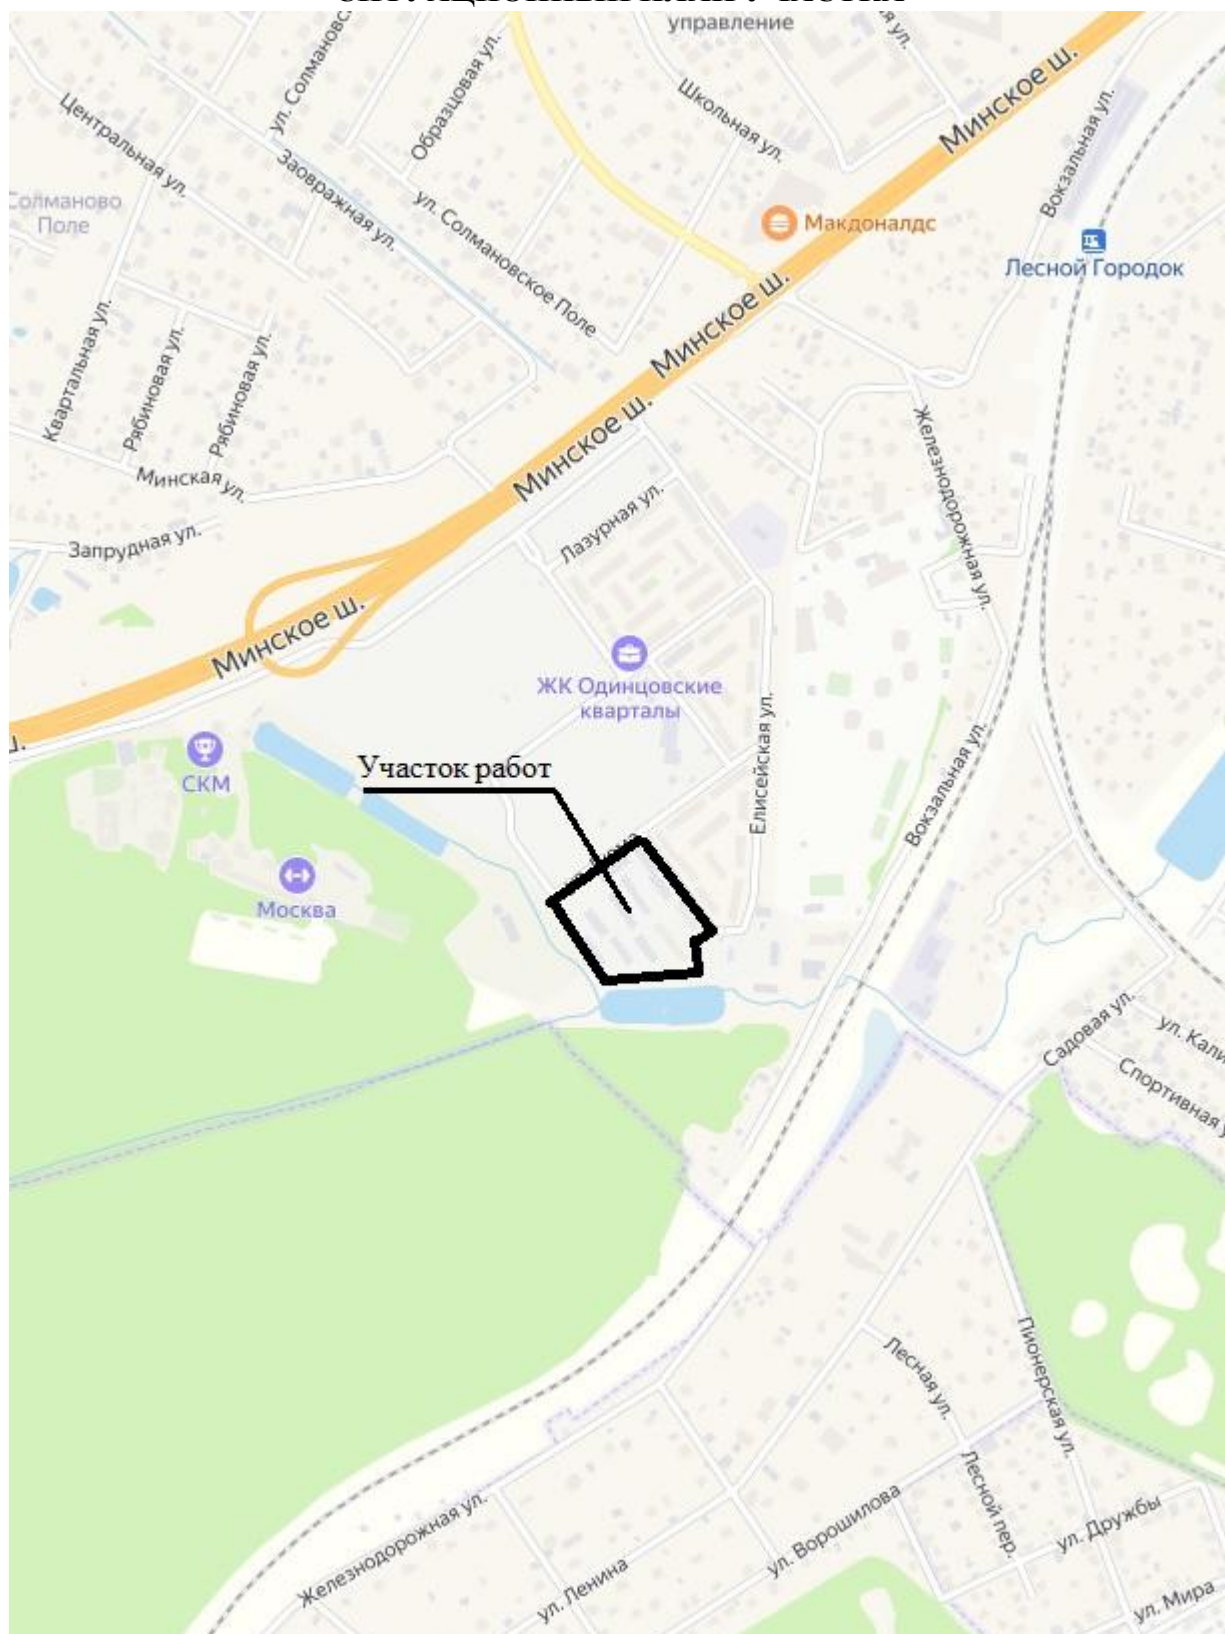 СИТУАЦИОННЫЙ ПЛАН УЧАСТКА
управление
ул. Солмановс
Образцовая ул.
Школьная ул.
Минское ш.
Вокзальная ул.
Центральная ул.
Заовражная ул.
ул. Солмановское Поле
Солманово
Поле
Макдоналдс
Лесной Городок
Минское ш.
Квартальная ул.
Рябиновая ул.
Рябиновая ул.
Минское ш.
Железнодорожная ул.
Минская ул.
Лазурная ул.
Запрудная ул.
Минское ш.
ЖК Одинцовские
кварталы
Елисейская ул.
Вокзальная ул.
ш.
СКМ
Участок работ
Москва
Садовая ул.
ул. Кали
Спортивная у
Пионерская ул.
Лесная ул.
Лесной пер.
Железнодорожная ул.
ул. Ленина
ул. Ворошилова
ул. Дружбы
ул. Мира